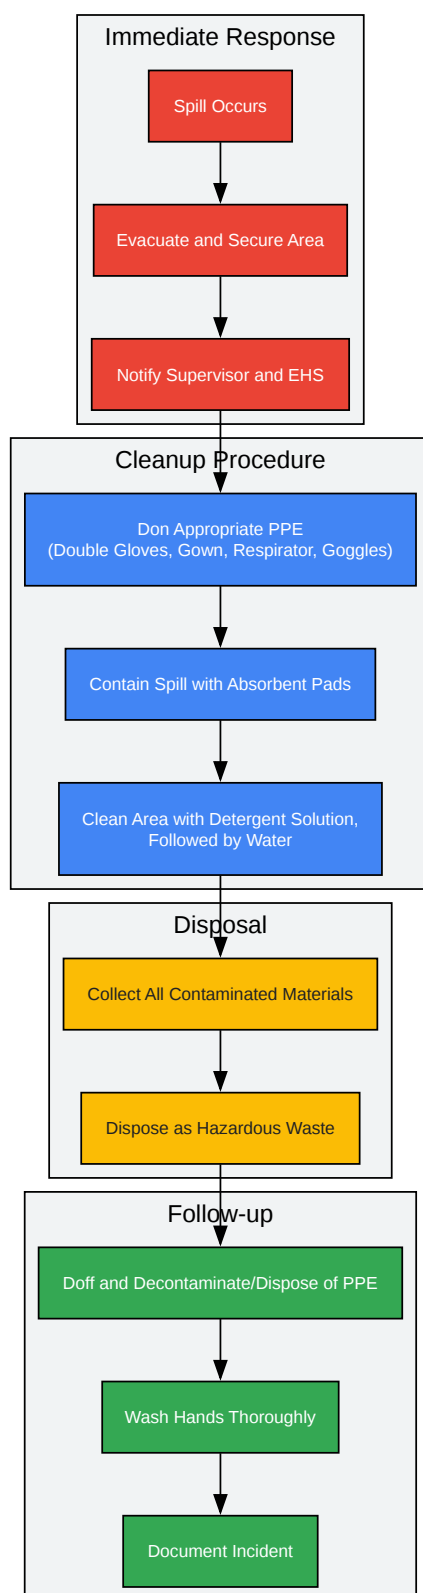 Immediate Response
Spill Occurs
Evacuate and Secure Area
Notify Supervisor and EHS
Cleanup Procedure
Don Appropriate PPE
(Double Gloves, Gown, Respirator, Goggles)
Contain Spill with Absorbent Pads
Clean Area with Detergent Solution,
Followed by Water
Disposal
Collect All Contaminated Materials
Dispose as Hazardous Waste
Follow-up
Doff and Decontaminate/Dispose of PPE
Wash Hands Thoroughly
Document Incident